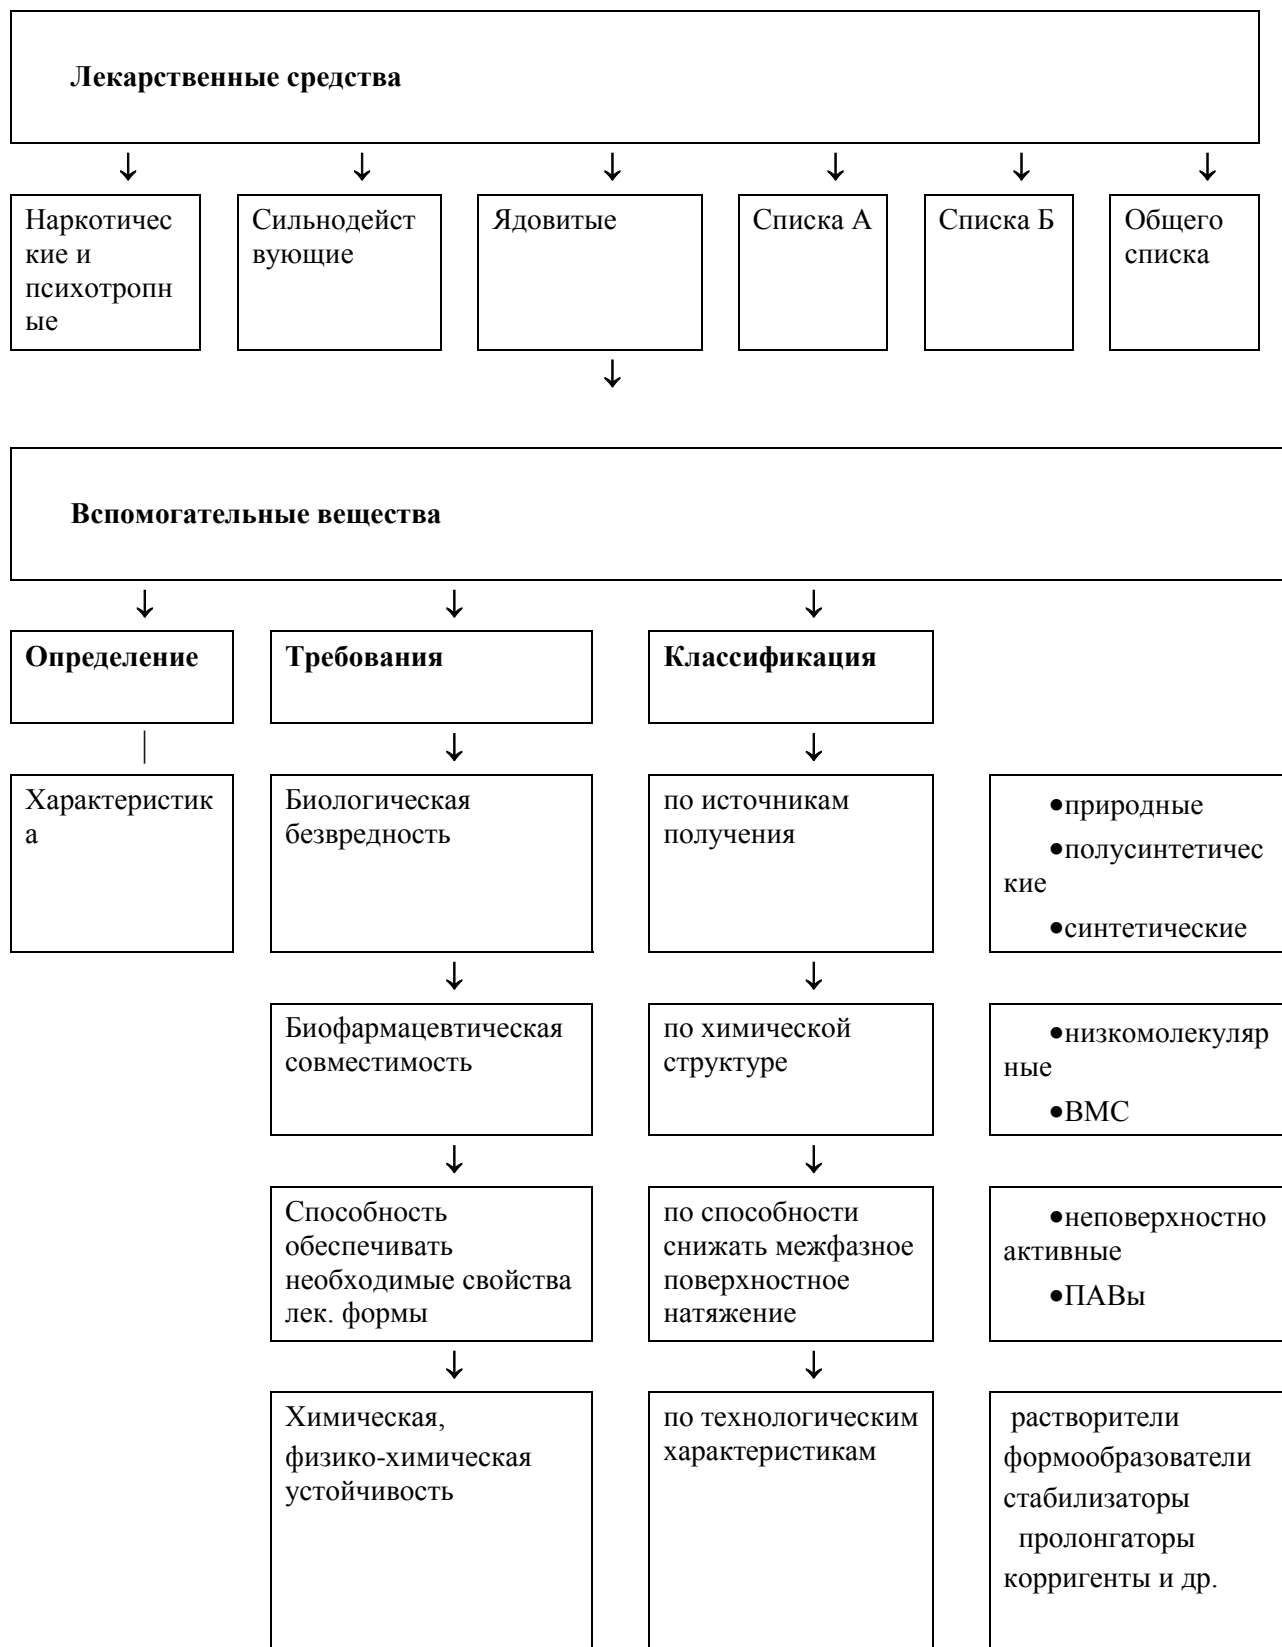 Лекарственные средства
Наркотичес
кие и
психотропн
ые
Сильнодейст
вующие
Ядовитые
Списка А
Списка Б
Общего
списка
Вспомогательные вещества
Определение
Требования
Классификация
Характеристик
а
Биологическая
безвредность
по источникам
получения
•природные
•полусинтетичес
кие
•синтетические
Биофармацевтическая
совместимость
по химической
структуре
•низкомолекуляр
ные
•ВМС
Способность
обеспечивать
необходимые свойства
лек. формы
по способности
снижать межфазное
поверхностное
натяжение
•неповерхностно
активные
•ПАВы
Химическая,
физико-химическая
устойчивость
по технологическим
характеристикам
растворители
формообразователи
стабилизаторы
пролонгаторы
корригенты и др.